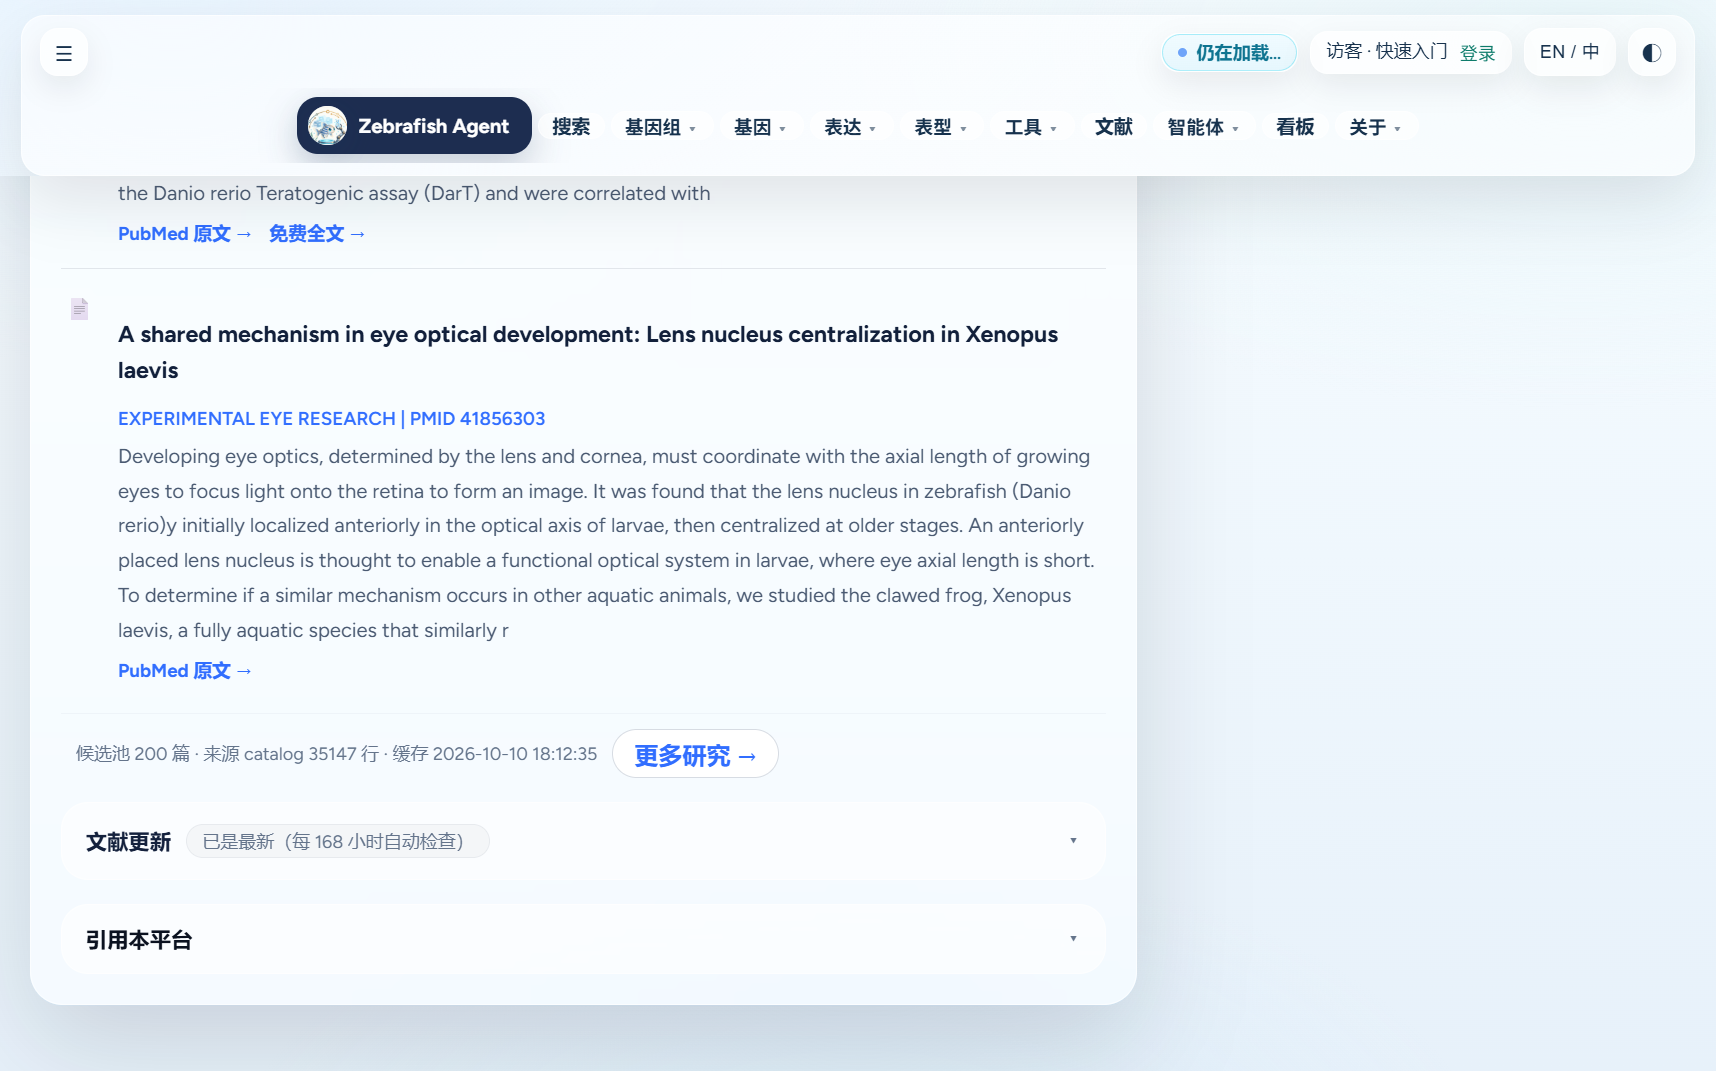 ☰
仍在加载...
访客 · 快速入门 登录
EN / 中
Zebrafish Agent 搜索 基因组 ▾ 基因 ▾ 表达 ▾ 表型 ▾ 工具 ▾ 文献 智能体 ▾ 看板 关于 ▾
the Danio rerio Teratogenic assay (DarT) and were correlated with
PubMed 原文 → 免费全文 →
A shared mechanism in eye optical development: Lens nucleus centralization in Xenopus
laevis
EXPERIMENTAL EYE RESEARCH | PMID 41856303
Developing eye optics, determined by the lens and cornea, must coordinate with the axial length of growing
eyes to focus light onto the retina to form an image. It was found that the lens nucleus in zebrafish (Danio
rerio)y initially localized anteriorly in the optical axis of larvae, then centralized at older stages. An anteriorly
placed lens nucleus is thought to enable a functional optical system in larvae, where eye axial length is short.
To determine if a similar mechanism occurs in other aquatic animals, we studied the clawed frog, Xenopus
laevis, a fully aquatic species that similarly r
PubMed 原文 →
候选池 200 篇 · 来源 catalog 35147 行 · 缓存 2026-10-10 18:12:35
更多研究 →
文献更新 已是最新（每 168 小时自动检查） ▾
引用本平台 ▾